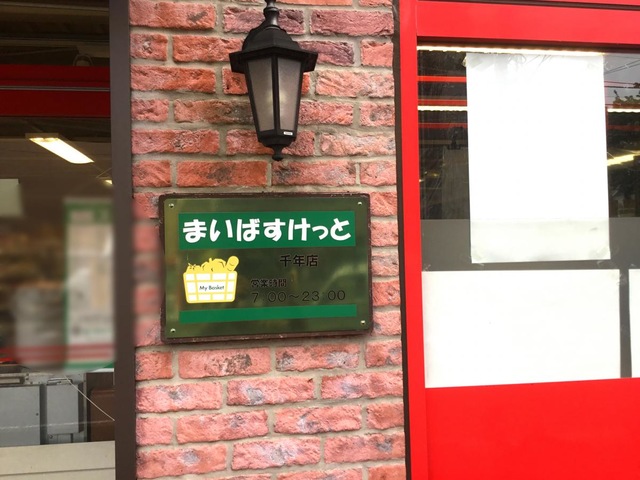 まいばすけっと
千年店
My Basket
営業時間
7:00～23:00